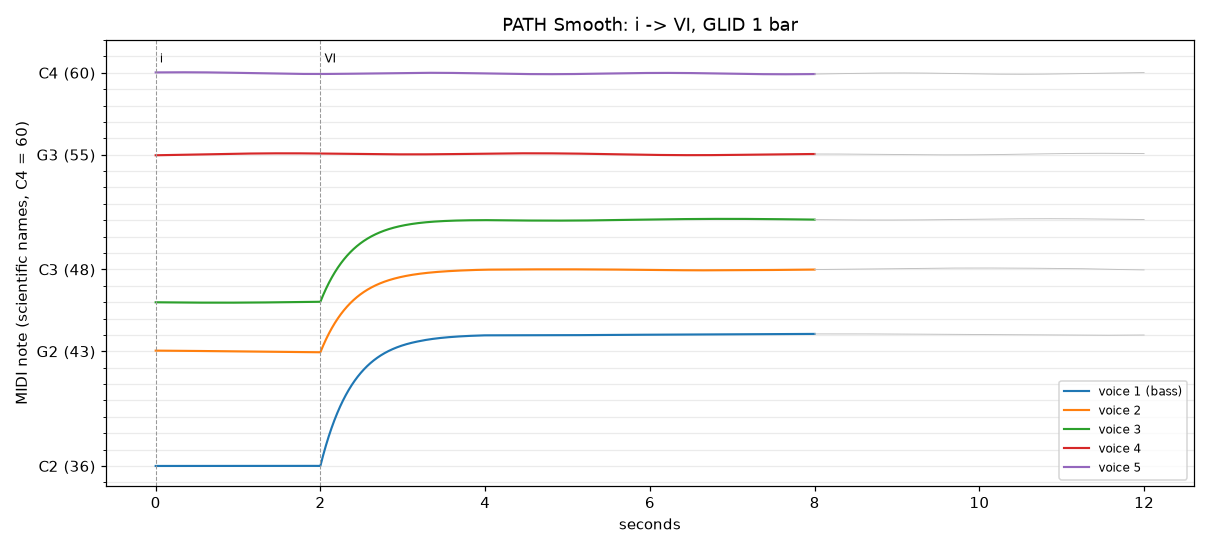 PATH Smooth: i -> VI, GLID 1 bar
i
VI
MIDI note (scientific names, C4 = 60)
C4 (60)
G3 (55)
C3 (48)
G2 (43)
C2 (36)
voice 1 (bass)
voice 2
voice 3
voice 4
voice 5
0
2
4
6
8
10
12
seconds